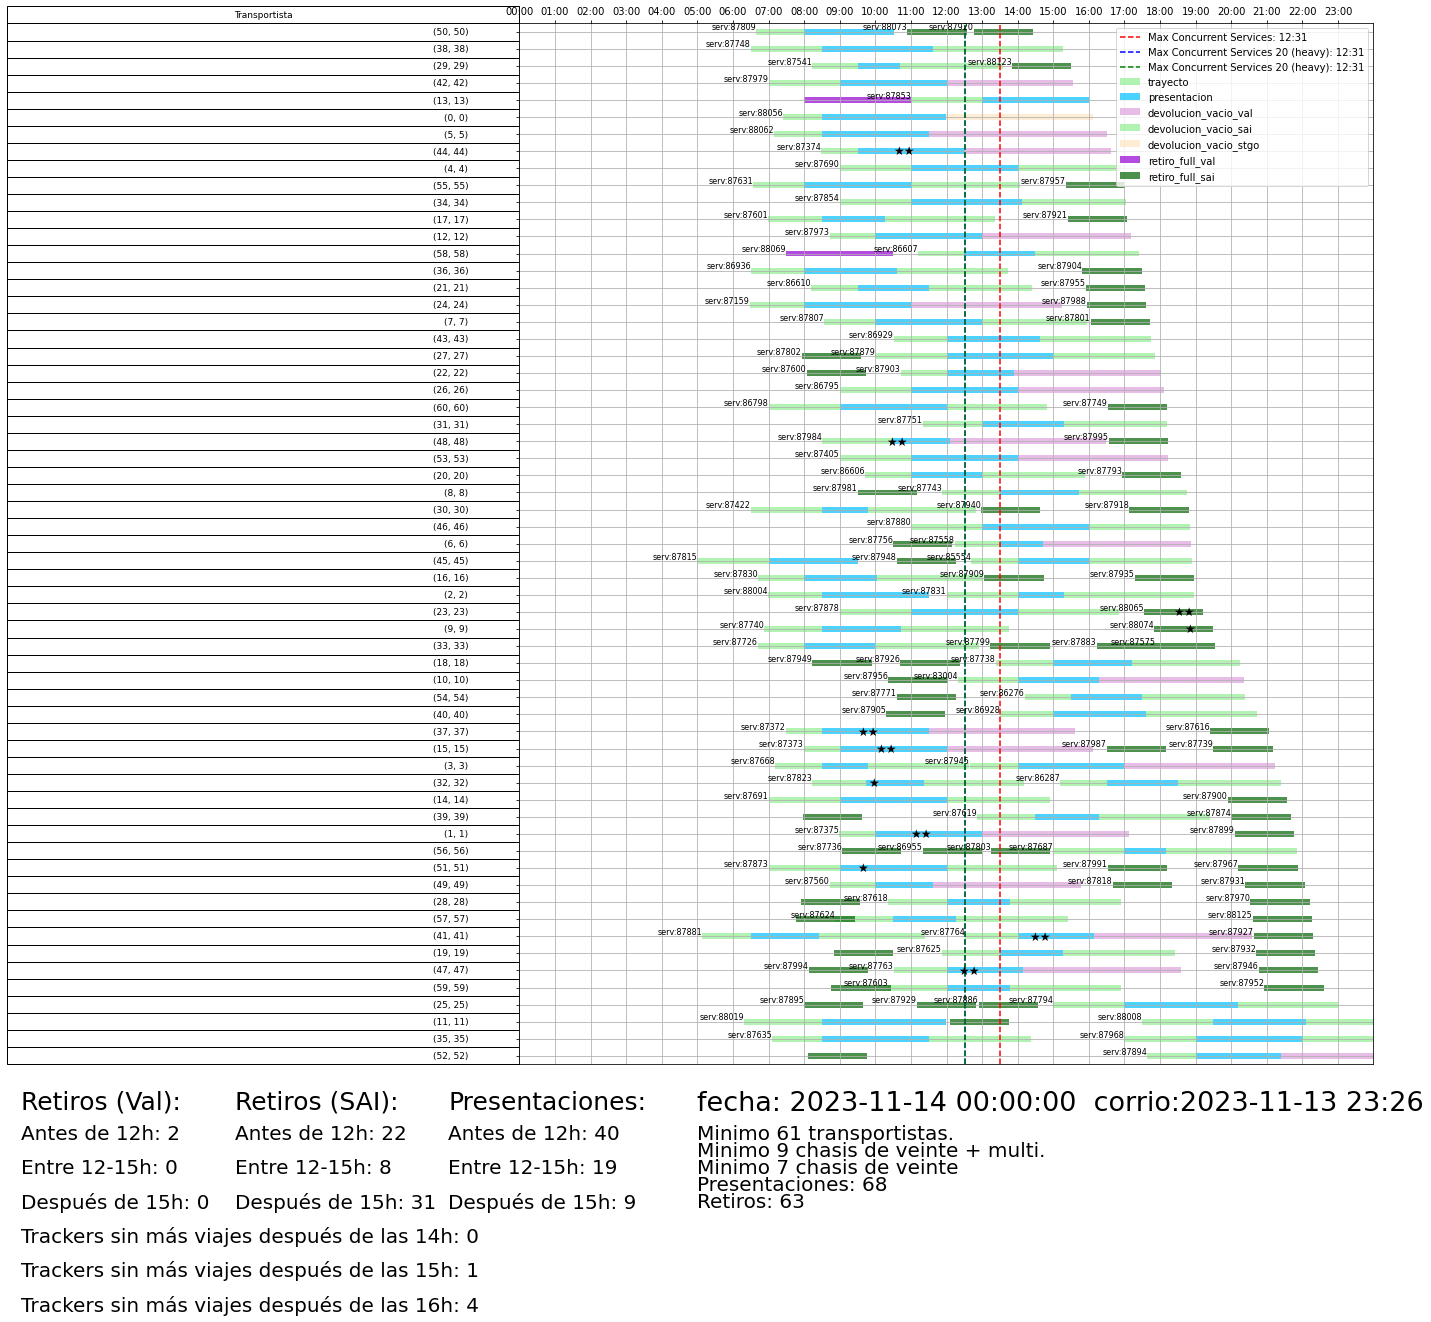 Transportista 00:00 01:00 02:00 03:00 04:00 05:00 06:00 07:00 08:00 09:00 10:00 11:00 12:00 13:00 14:00 15:00 16:00 17:00 18:00 19:00 20:00 21:00 22:00 23:00
(50, 50) serv:87809 serv:88073 serv:87970
Max Concurrent Services: 12:31
Max Concurrent Services 20 (heavy): 12:31
Max Concurrent Services 20 (heavy): 12:31
trayecto
presentacion
devolucion_vacio_val
devolucion_vacio_sai
devolucion_vacio_stgo
retiro_full_val
retiro_full_sai
(38, 38) serv:87748
(29, 29) serv:87541 serv:88123
(42, 42) serv:87979
(13, 13) serv:87853
(0, 0) serv:88056
(5, 5) serv:88062
(44, 44) serv:87374
(4, 4) serv:87690
(55, 55) serv:87631 serv:87957
(34, 34) serv:87854
(17, 17) serv:87601 serv:87921
(12, 12) serv:87973
(58, 58) serv:88069 serv:86607
(36, 36) serv:86936 serv:87904
(21, 21) serv:86610 serv:87955
(24, 24) serv:87159 serv:87988
(7, 7) serv:87807 serv:87801
(43, 43) serv:86929
(27, 27) serv:87802 serv:87879
(22, 22) serv:87600 serv:87903
(26, 26) serv:86795
(60, 60) serv:86798 serv:87749
(31, 31) serv:87751
(48, 48) serv:87984 serv:87995
(53, 53) serv:87405
(20, 20) serv:86606 serv:87793
(8, 8) serv:87981 serv:87743
(30, 30) serv:87422 serv:87940 serv:87918
(46, 46) serv:87880
(6, 6) serv:87756 serv:87558
(45, 45) serv:87815 serv:87948 serv:85554
(16, 16) serv:87830 serv:87909 serv:87935
(2, 2) serv:88004 serv:87831
(23, 23) serv:87878 serv:88065
(9, 9) serv:87740 serv:88074
(33, 33) serv:87726 serv:87799 serv:87883 serv:87575
(18, 18) serv:87949 serv:87926 serv:87738
(10, 10) serv:87956 serv:83004
(54, 54) serv:87771 serv:86276
(40, 40) serv:87905 serv:86928
(37, 37) serv:87372 serv:87616
(15, 15) serv:87373 serv:87987 serv:87739
(3, 3) serv:87668 serv:87945
(32, 32) serv:87823 serv:86287
(14, 14) serv:87691 serv:87900
(39, 39) serv:87619 serv:87874
(1, 1) serv:87375 serv:87899
(56, 56) serv:87736 serv:86955 serv:87803 serv:87687
(51, 51) serv:87873 serv:87991 serv:87967
(49, 49) serv:87560 serv:87818 serv:87931
(28, 28) serv:87618 serv:87970
(57, 57) serv:87624 serv:88125
(41, 41) serv:87881 serv:87764 serv:87927
(19, 19) serv:87625 serv:87932
(47, 47) serv:87994 serv:87763 serv:87946
(59, 59) serv:87603 serv:87952
(25, 25) serv:87895 serv:87929 serv:87886 serv:87794
(11, 11) serv:88019 serv:88008
(35, 35) serv:87635 serv:87968
(52, 52) serv:87894
Retiros (Val): Retiros (SAI): Presentaciones: fecha: 2023-11-14 00:00:00 corrio:2023-11-13 23:26
Antes de 12h: 2 Antes de 12h: 22 Antes de 12h: 40 Minimo 61 transportistas.
Minimo 9 chasis de veinte + multi.
Entre 12-15h: 0 Entre 12-15h: 8 Entre 12-15h: 19 Minimo 7 chasis de veinte
Presentaciones: 68
Después de 15h: 0 Después de 15h: 31 Después de 15h: 9 Retiros: 63
Trackers sin más viajes después de las 14h: 0
Trackers sin más viajes después de las 15h: 1
Trackers sin más viajes después de las 16h: 4